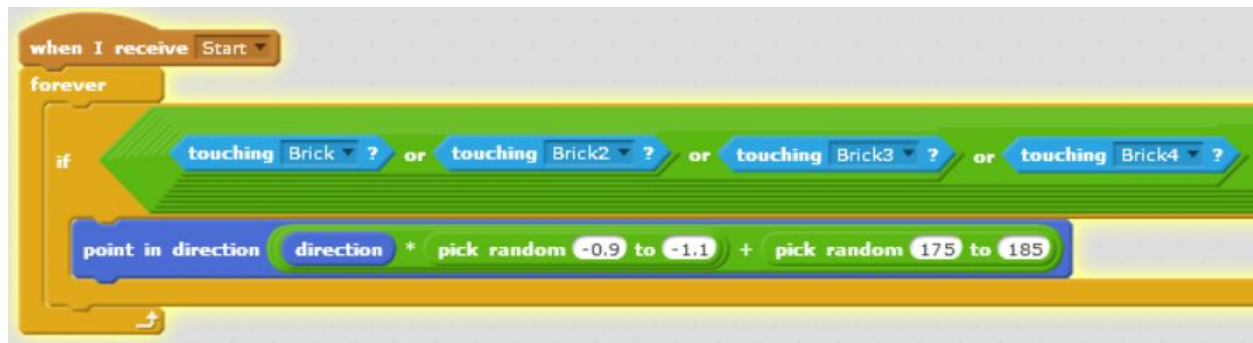 when I receive Start
forever
if touching Brick ? or touching Brick2 ? or touching Brick3 ? or touching Brick4 ?
point in direction direction * pick random -0.9 to -1.1 + pick random 175 to 185